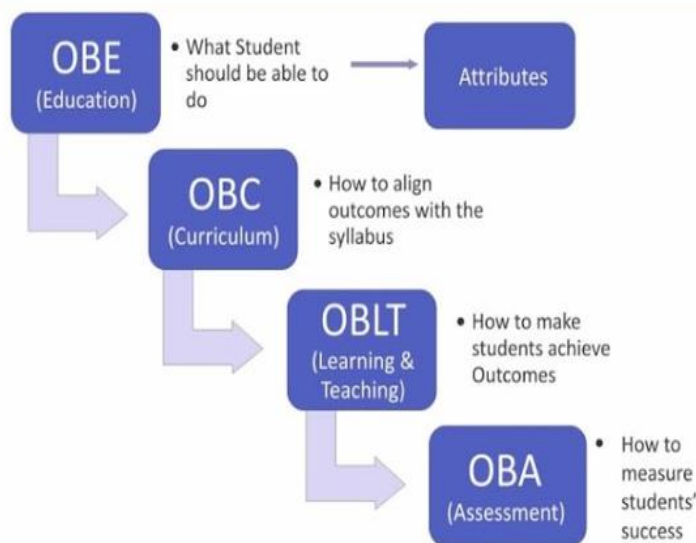 OBE
(Education)
• What Student
should be able to
do
Attributes
OBC
(Curriculum)
• How to align
outcomes with the
syllabus
OBLT
(Learning &
Teaching)
• How to make
students achieve
Outcomes
OBA
(Assessment)
• How to
measure
students'
success